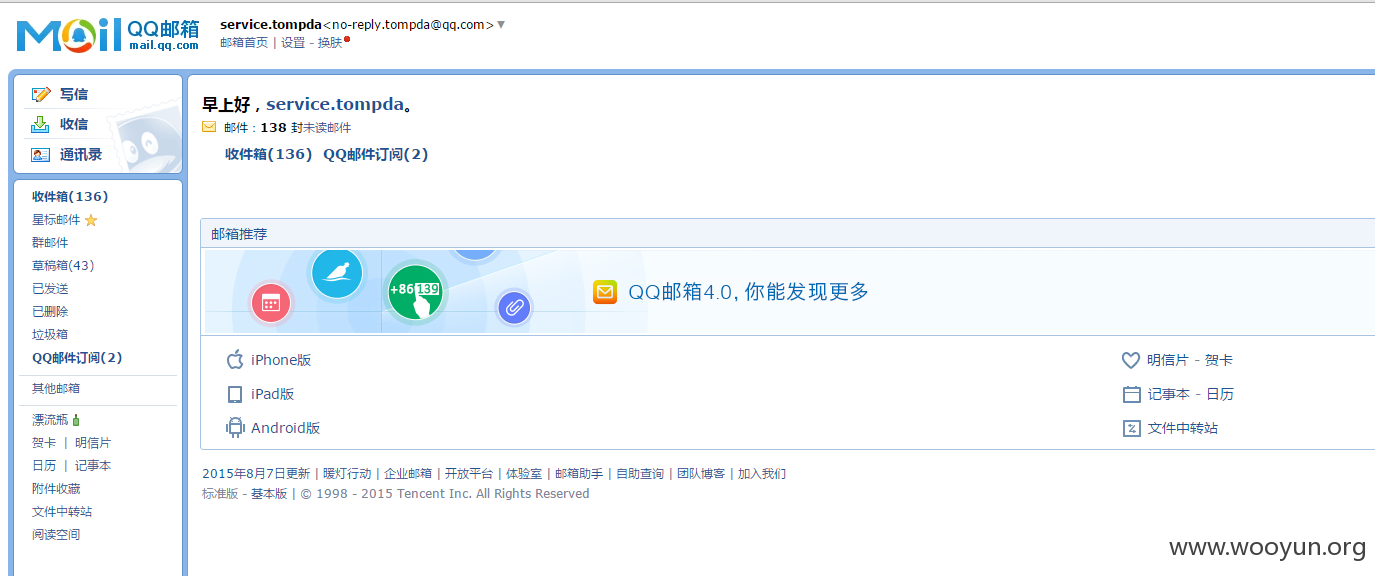 Mail QQ邮箱
mail.qq.com
service.tompda<no-reply.tompda@qq.com>
邮箱首页 | 设置 - 换肤
写信
收信
通讯录
收件箱(136)
星标邮件
群邮件
草稿箱(43)
已发送
已删除
垃圾箱
QQ邮件订阅(2)
其他邮箱
漂流瓶
贺卡 | 明信片
日历 | 记事本
附件收藏
文件中转站
阅读空间
早上好，service.tompda。
邮件：138 封未读邮件
收件箱(136) QQ邮件订阅(2)
邮箱推荐
+86 139
QQ邮箱4.0, 你能发现更多
iPhone版
iPad版
Android版
明信片 - 贺卡
记事本 - 日历
文件中转站
2015年8月7日更新 | 暖灯行动 | 企业邮箱 | 开放平台 | 体验室 | 邮箱助手 | 自助查询 | 团队博客 | 加入我们
标准版 - 基本版 | © 1998 - 2015 Tencent Inc. All Rights Reserved
www.wooyun.org